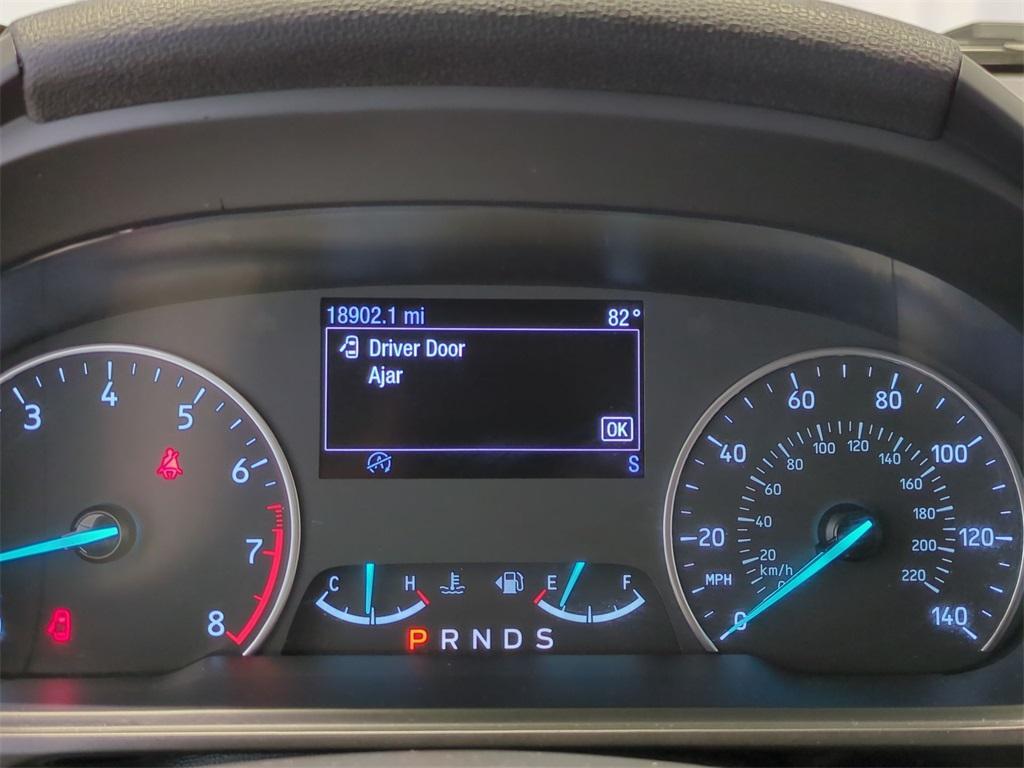 18902.1 mi 82°
Driver Door
Ajar
OK
S
3 4 5 6 7 8
C H
E F
P R N D S
0 20 40 60 80 100 120 140
MPH
20 40 60 80 100 120 140 160 180 200 220
km/h